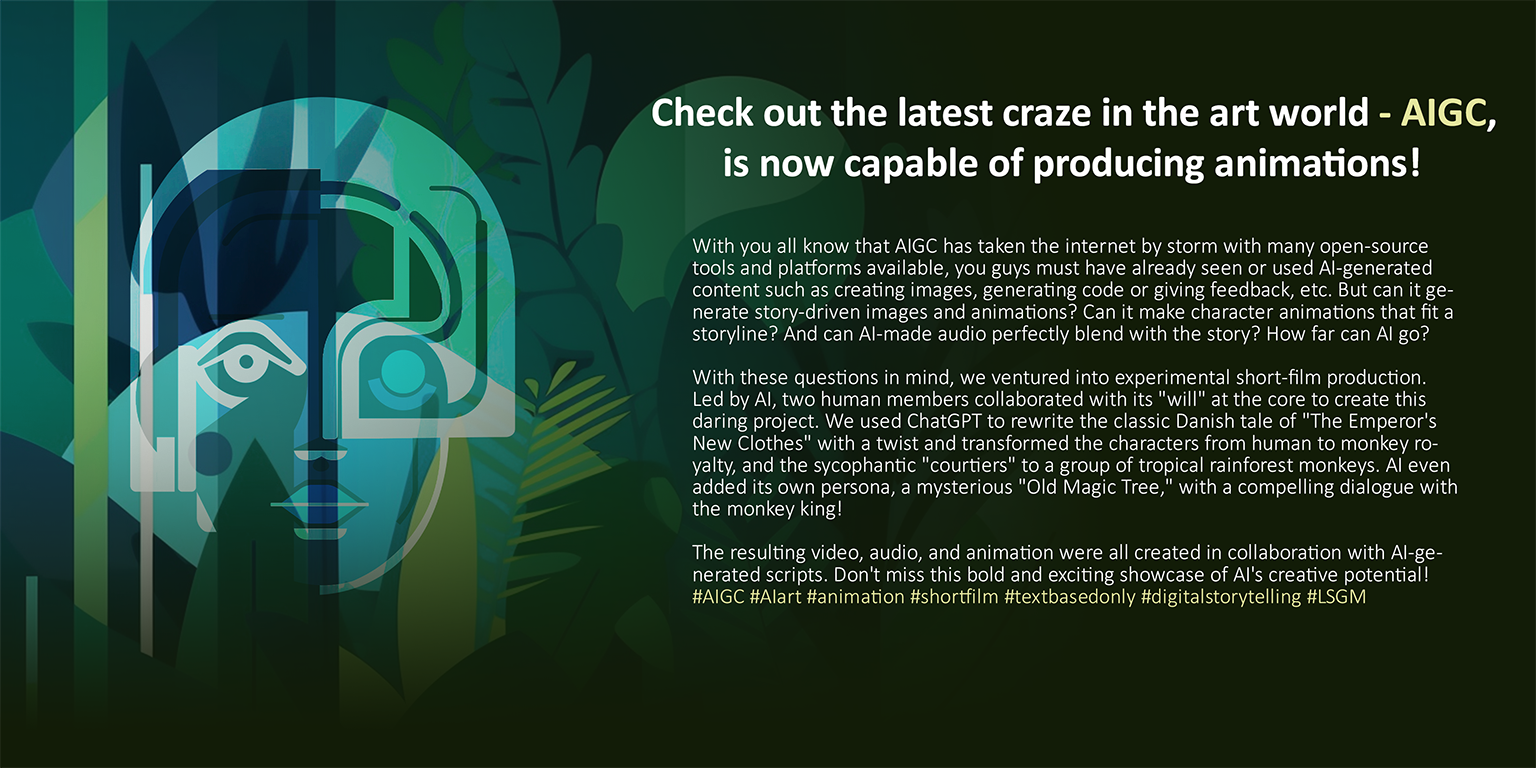 Check out the latest craze in the art world - AIGC,
is now capable of producing animations!
With you all know that AIGC has taken the internet by storm with many open-source
tools and platforms available, you guys must have already seen or used AI-generated
content such as creating images, generating code or giving feedback, etc. But can it ge-
nerate story-driven images and animations? Can it make character animations that fit a
storyline? And can AI-made audio perfectly blend with the story? How far can AI go?
With these questions in mind, we ventured into experimental short-film production.
Led by AI, two human members collaborated with its "will" at the core to create this
daring project. We used ChatGPT to rewrite the classic Danish tale of "The Emperor's
New Clothes" with a twist and transformed the characters from human to monkey ro-
yalty, and the sycophantic "courtiers" to a group of tropical rainforest monkeys. AI even
added its own persona, a mysterious "Old Magic Tree," with a compelling dialogue with
the monkey king!
The resulting video, audio, and animation were all created in collaboration with AI-ge-
nerated scripts. Don't miss this bold and exciting showcase of AI's creative potential!
#AIGC #AIart #animation #shortfilm #textbasedonly #digitalstorytelling #LSGM